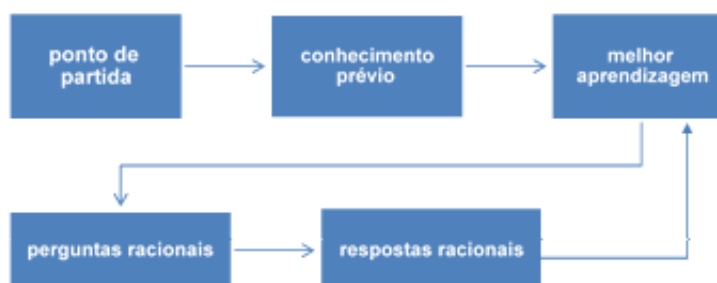 ponto de
partida
conhecimento
prévio
melhor
aprendizagem
perguntas racionais
respostas racionais